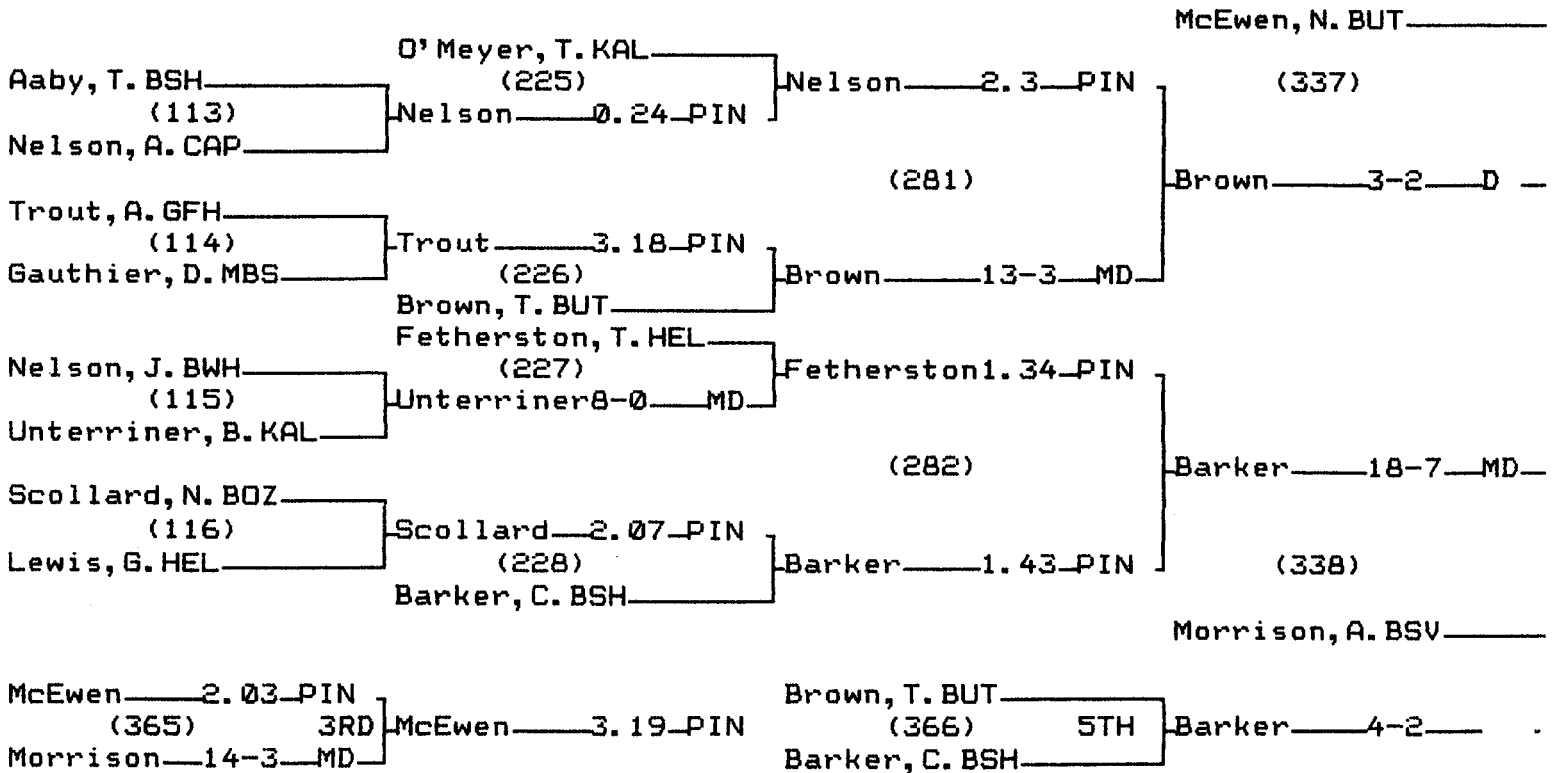 McEwen, N. BUT
O'Meyer, T. KAL
Aaby, T. BSH (225) Nelson 2.3 PIN (337)
(113) Nelson 0.24 PIN
Nelson, A. CAP
(281) Brown 3-2 D
Trout, A. GFH
(114) Trout 3.18 PIN
Gauthier, D. MBS (226) Brown 13-3 MD
Brown, T. BUT
Fetherston, T. HEL
Nelson, J. BWH (227) Fetherston 1.34 PIN
(115) Unterriner 8-0 MD
Unterriner, B. KAL
(282) Barker 18-7 MD
Scollard, N. BOZ
(116) Scollard 2.07 PIN
Lewis, G. HEL (228) Barker 1.43 PIN (338)
Barker, C. BSH
Morrison, A. BSV
McEwen 2.03 PIN Brown, T. BUT
(365) 3RD McEwen 3.19 PIN (366) 5TH Barker 4-2
Morrison 14-3 MD Barker, C. BSH